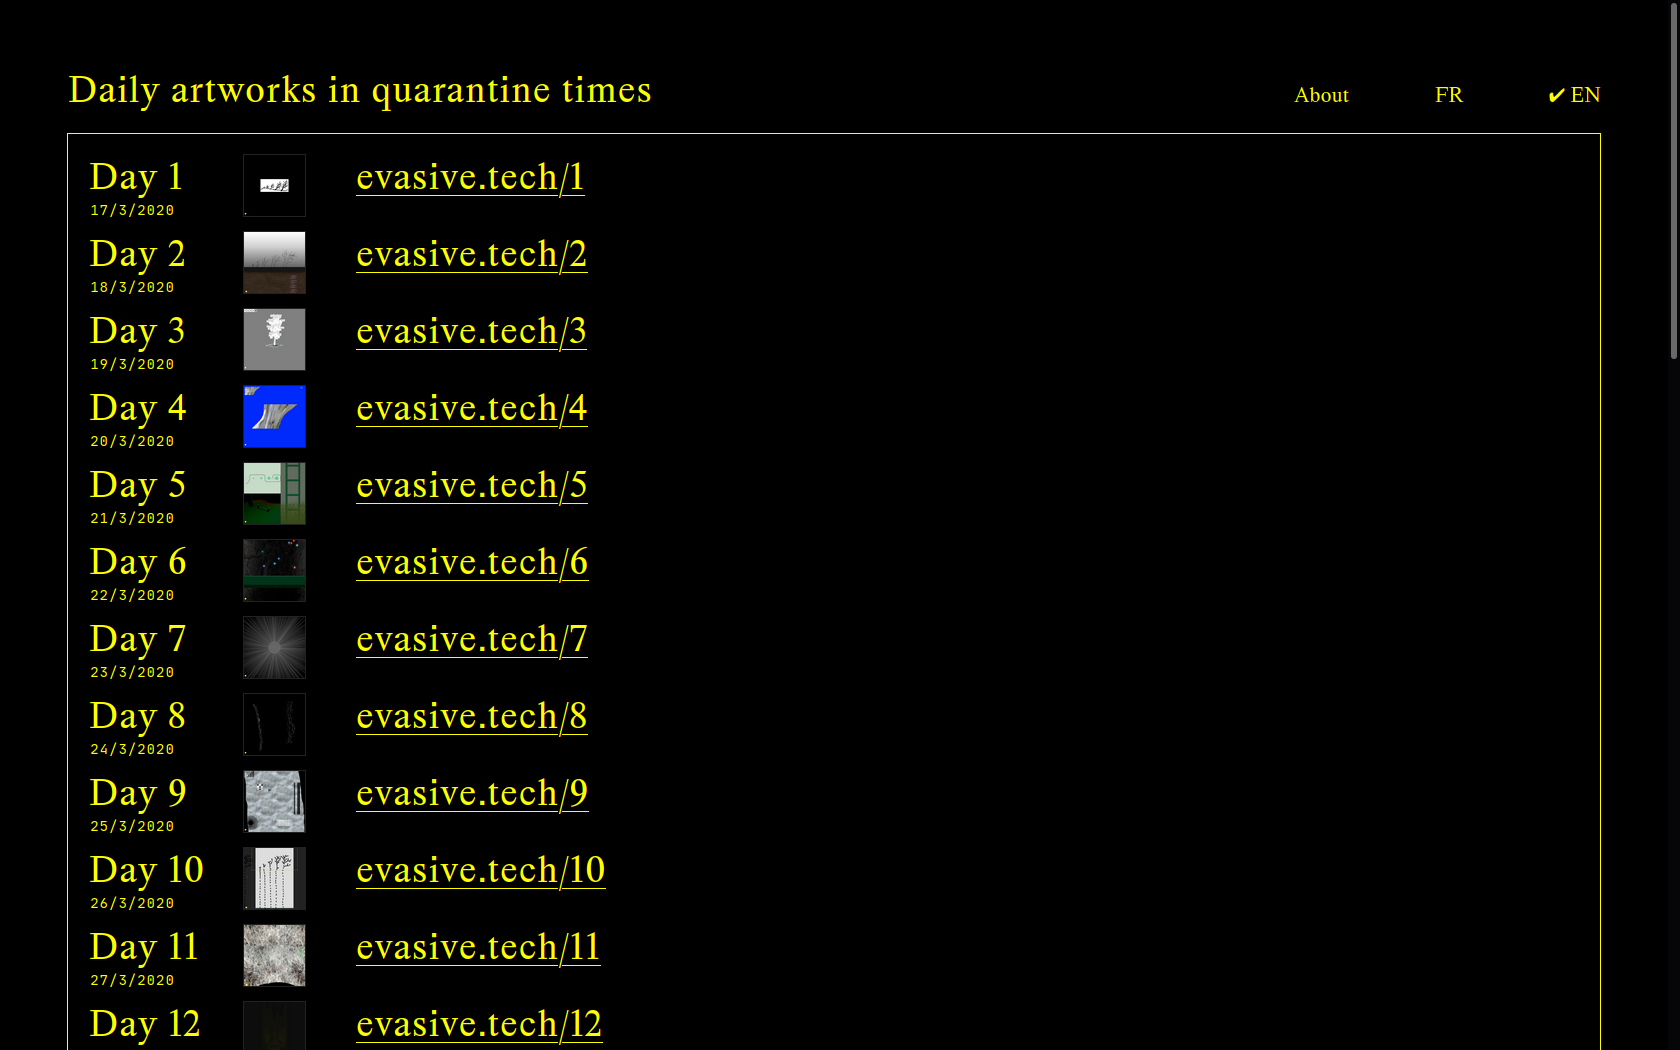 Daily artworks in quarantine times
About FR ✔ EN
Day 1 evasive.tech/1
17/3/2020
Day 2 evasive.tech/2
18/3/2020
Day 3 evasive.tech/3
19/3/2020
Day 4 evasive.tech/4
20/3/2020
Day 5 evasive.tech/5
21/3/2020
Day 6 evasive.tech/6
22/3/2020
Day 7 evasive.tech/7
23/3/2020
Day 8 evasive.tech/8
24/3/2020
Day 9 evasive.tech/9
25/3/2020
Day 10 evasive.tech/10
26/3/2020
Day 11 evasive.tech/11
27/3/2020
Day 12 evasive.tech/12